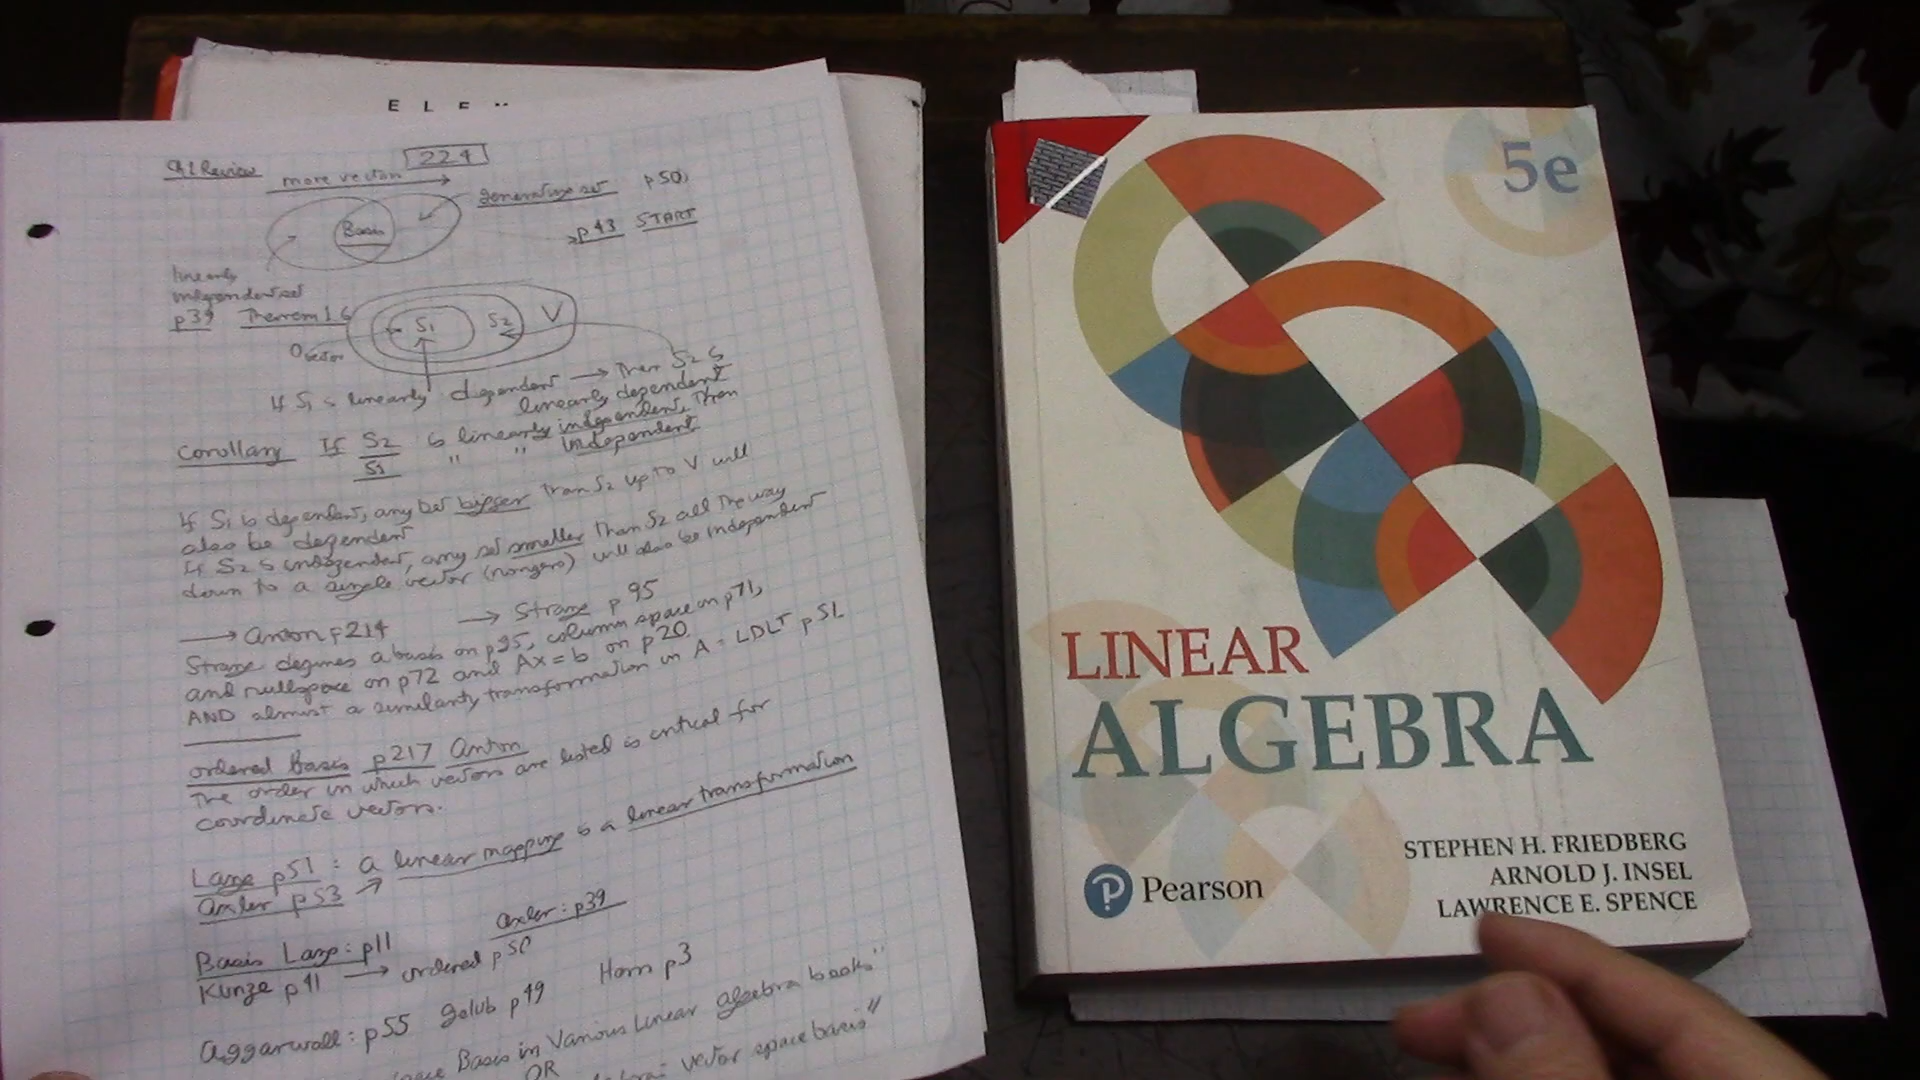 E L E
Ch 1 Review
224
more vectors
generating set p50,
→ p43 START
Basis
linearly
independent set
p39 Theorem 1.6
S1 S2 V
0 vector
If S1 is linearly dependent → Then S2 is
linearly dependent
Corollary If S2 is linearly independent, Then
S1 " " independent
If S1 is dependent, any set bigger Than S2 up to V will
also be dependent
If S2 is independent, any set smaller Than S2 all The way
down to a single vector (nonzero) will also be independent
→ Anton p214 → Strang p95
Strang defines a basis on p95, column space on p71,
and nullspace on p72 and Ax = b on p20
AND almost a similarity transformation in A = LDLT p51
ordered Basis p217 Anton
The order in which vectors are listed is critical for
coordinate vectors.
Lang p51 : a linear mapping is a linear transformation
Axler p53
Basis Lang: p11 Axler: p39
Kunze p41 → ordered p50
Aggarwall: p55 Golub p49 Horn p3
Basis in Various Linear algebra books"
OR
vector space basis"
5e
LINEAR
ALGEBRA
STEPHEN H. FRIEDBERG
ARNOLD J. INSEL
LAWRENCE E. SPENCE
P Pearson